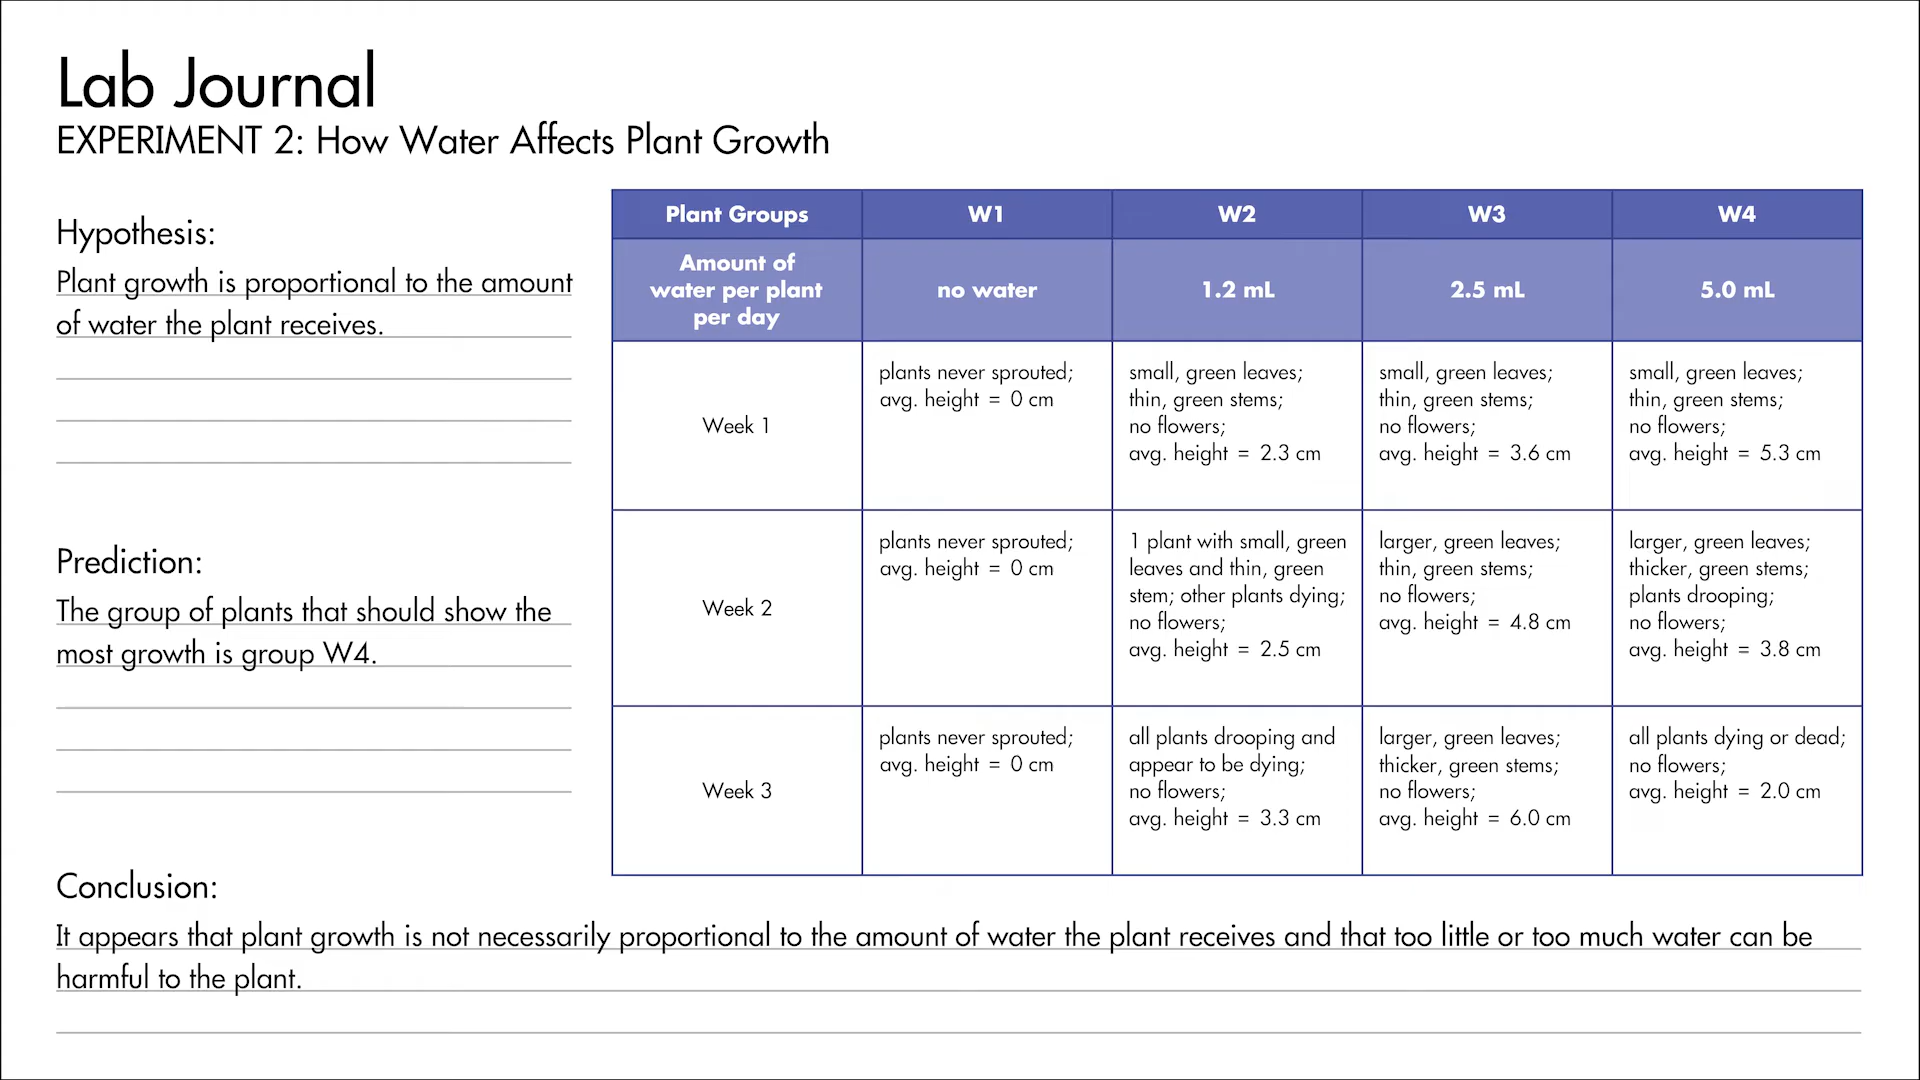 Lab Journal
EXPERIMENT 2: How Water Affects Plant Growth
Hypothesis:
Plant growth is proportional to the amount
of water the plant receives.
Prediction:
The group of plants that should show the
most growth is group W4.
Plant Groups
W1
W2
W3
W4
Amount of
water per plant
per day
no water
1.2 mL
2.5 mL
5.0 mL
Week 1
plants never sprouted;
avg. height = 0 cm
small, green leaves;
thin, green stems;
no flowers;
avg. height = 2.3 cm
small, green leaves;
thin, green stems;
no flowers;
avg. height = 3.6 cm
small, green leaves;
thin, green stems;
no flowers;
avg. height = 5.3 cm
Week 2
plants never sprouted;
avg. height = 0 cm
1 plant with small, green
leaves and thin, green
stem; other plants dying;
no flowers;
avg. height = 2.5 cm
larger, green leaves;
thin, green stems;
no flowers;
avg. height = 4.8 cm
larger, green leaves;
thicker, green stems;
plants drooping;
no flowers;
avg. height = 3.8 cm
Week 3
plants never sprouted;
avg. height = 0 cm
all plants drooping and
appear to be dying;
no flowers;
avg. height = 3.3 cm
larger, green leaves;
thicker, green stems;
no flowers;
avg. height = 6.0 cm
all plants dying or dead;
no flowers;
avg. height = 2.0 cm
Conclusion:
It appears that plant growth is not necessarily proportional to the amount of water the plant receives and that too little or too much water can be
harmful to the plant.